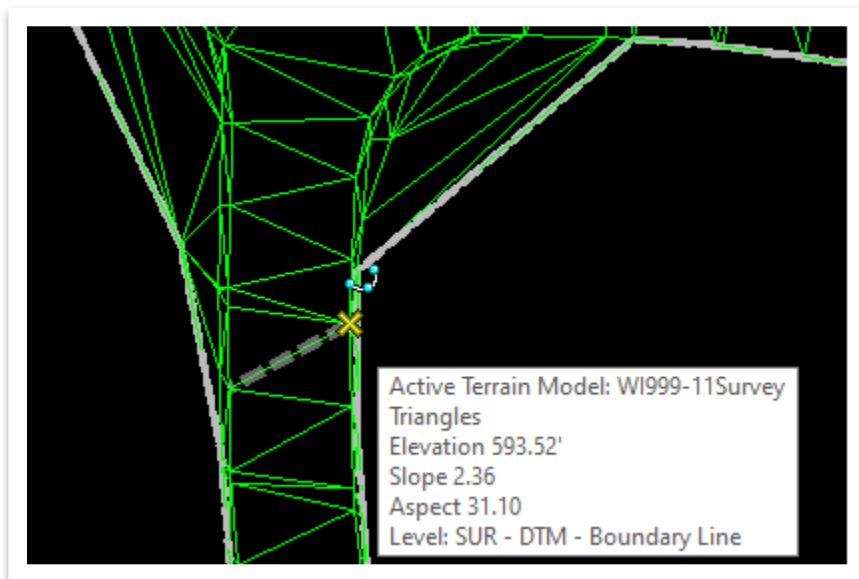 Active Terrain Model: WI999-11Survey
Triangles
Elevation 593.52'
Slope 2.36
Aspect 31.10
Level: SUR - DTM - Boundary Line